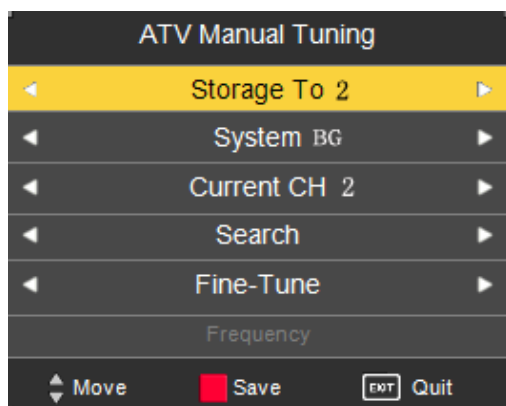 ATV Manual Tuning
Storage To 2
System BG
Current CH 2
Search
Fine-Tune
Frequency
Move Save EXIT Quit